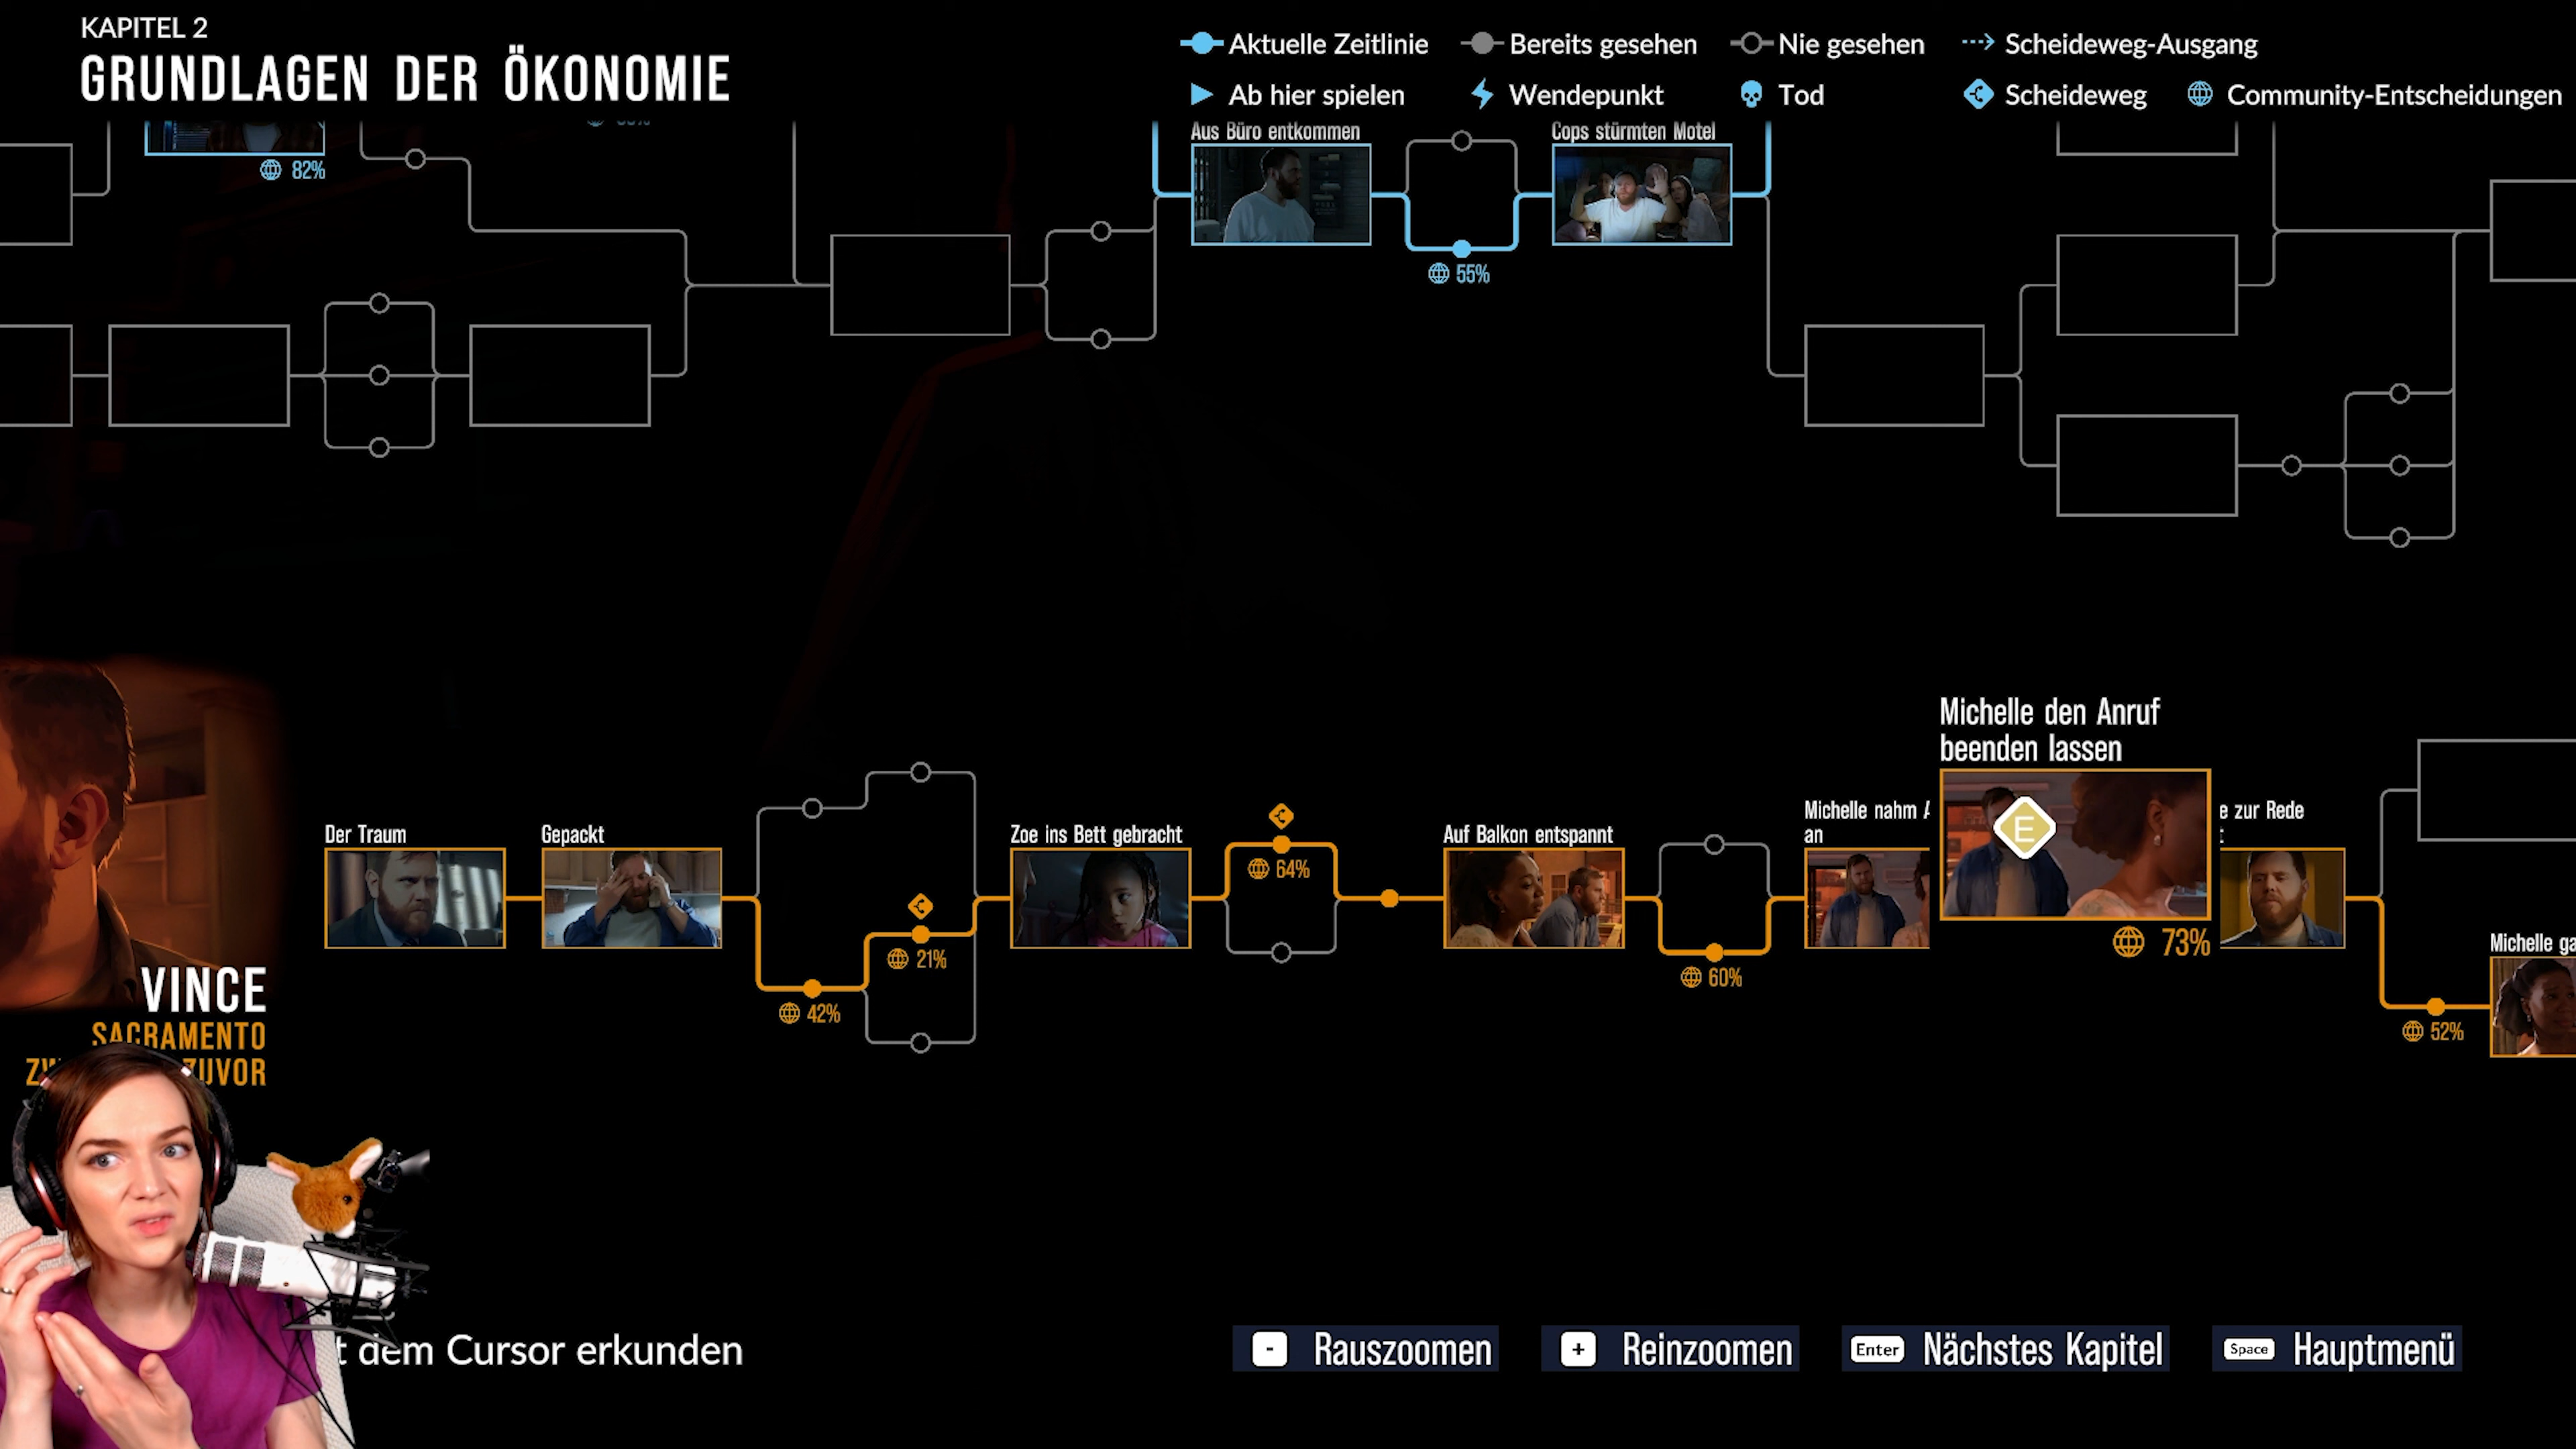 KAPITEL 2
GRUNDLAGEN DER ÖKONOMIE
Aktuelle Zeitlinie
Bereits gesehen
Nie gesehen
Scheideweg-Ausgang
Ab hier spielen
Wendepunkt
Tod
Scheideweg
Community-Entscheidungen
82%
Aus Büro entkommen
Cops stürmten Motel
55%
Michelle den Anruf
beenden lassen
E
73%
Der Traum
Gepackt
42%
21%
Zoe ins Bett gebracht
64%
Auf Balkon entspannt
60%
Michelle nahm A
an
e zur Rede
52%
Michelle ga
VINCE
SACRAMENTO
ZUVOR
t dem Cursor erkunden
- Rauszoomen
+ Reinzoomen
Enter Nächstes Kapitel
Space Hauptmenü